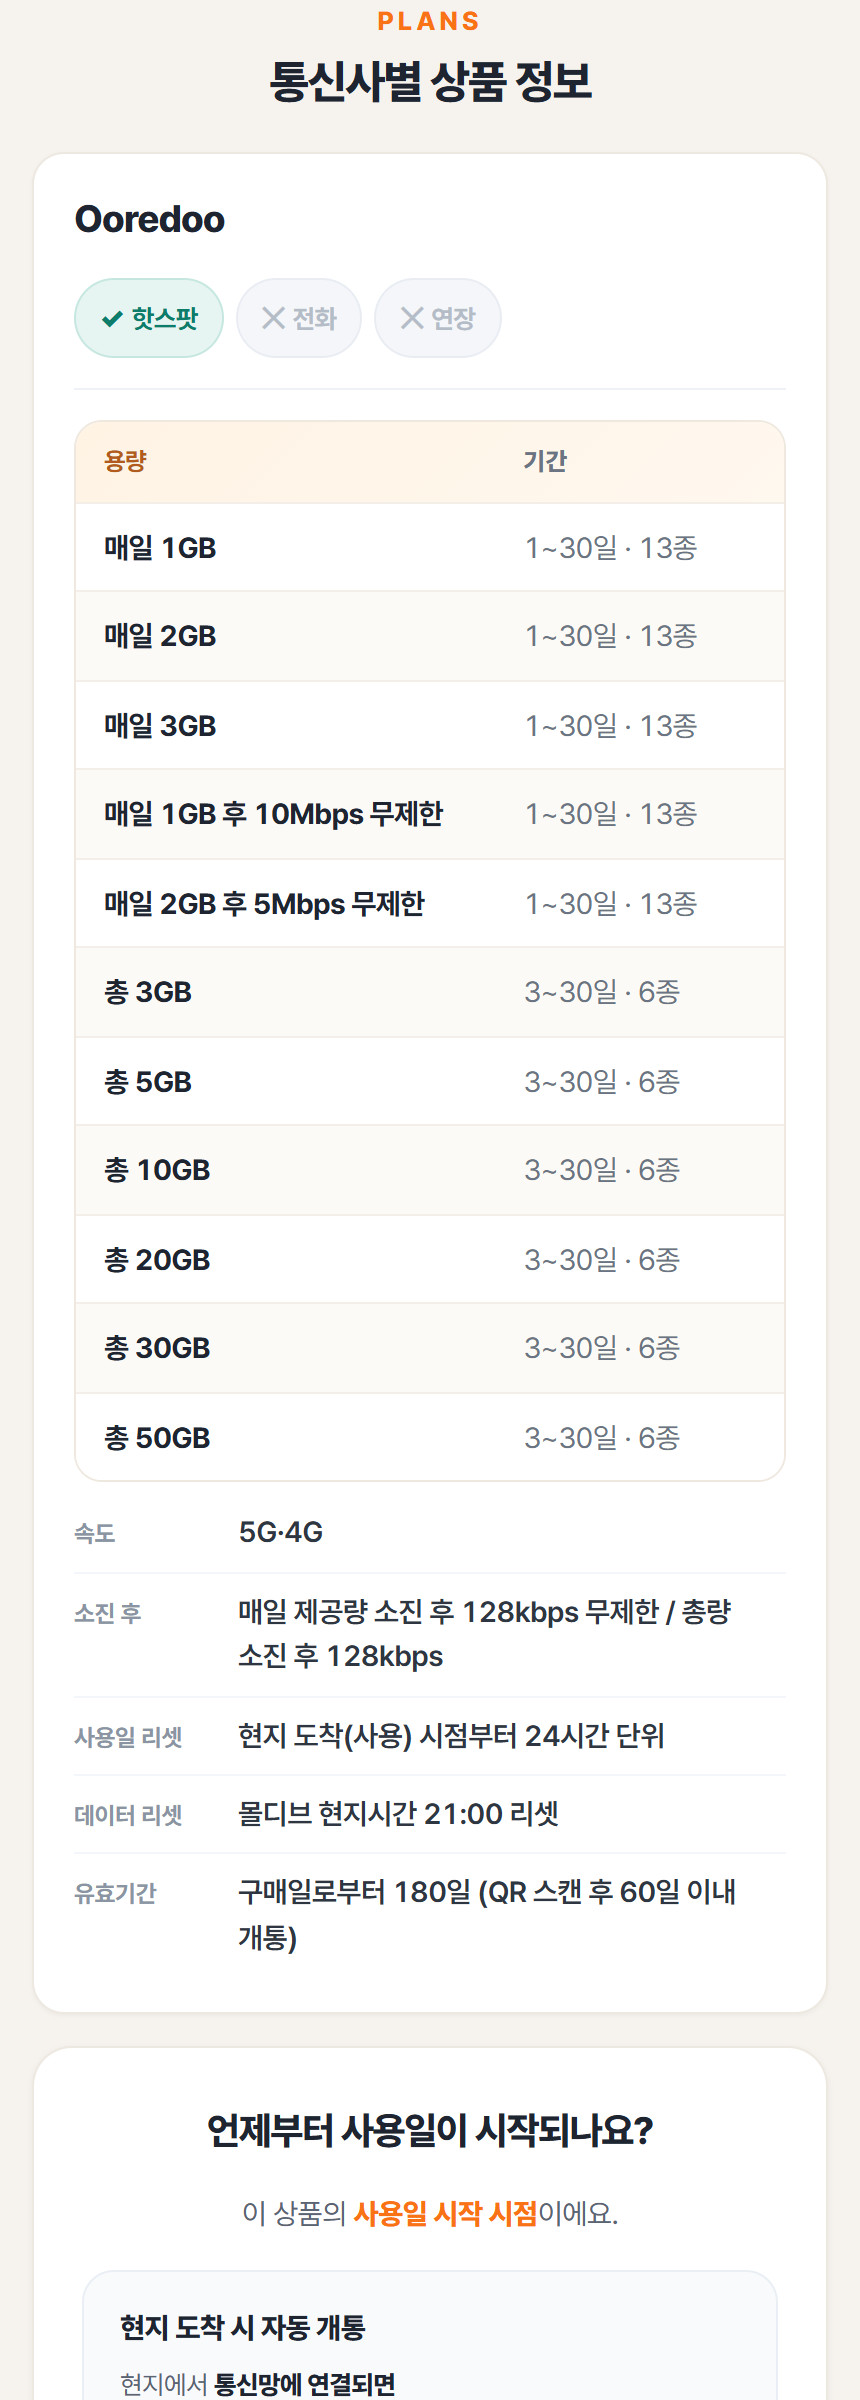 PLANS
통신사별 상품 정보
Ooredoo
✓ 핫스팟 ✕ 전화 ✕ 연장
용량 기간
매일 1GB 1~30일 · 13종
매일 2GB 1~30일 · 13종
매일 3GB 1~30일 · 13종
매일 1GB 후 10Mbps 무제한 1~30일 · 13종
매일 2GB 후 5Mbps 무제한 1~30일 · 13종
총 3GB 3~30일 · 6종
총 5GB 3~30일 · 6종
총 10GB 3~30일 · 6종
총 20GB 3~30일 · 6종
총 30GB 3~30일 · 6종
총 50GB 3~30일 · 6종
속도 5G·4G
소진 후 매일 제공량 소진 후 128kbps 무제한 / 총량
소진 후 128kbps
사용일 리셋 현지 도착(사용) 시점부터 24시간 단위
데이터 리셋 몰디브 현지시간 21:00 리셋
유효기간 구매일로부터 180일 (QR 스캔 후 60일 이내
개통)
언제부터 사용일이 시작되나요?
이 상품의 사용일 시작 시점이에요.
현지 도착 시 자동 개통
현지에서 통신망에 연결되면